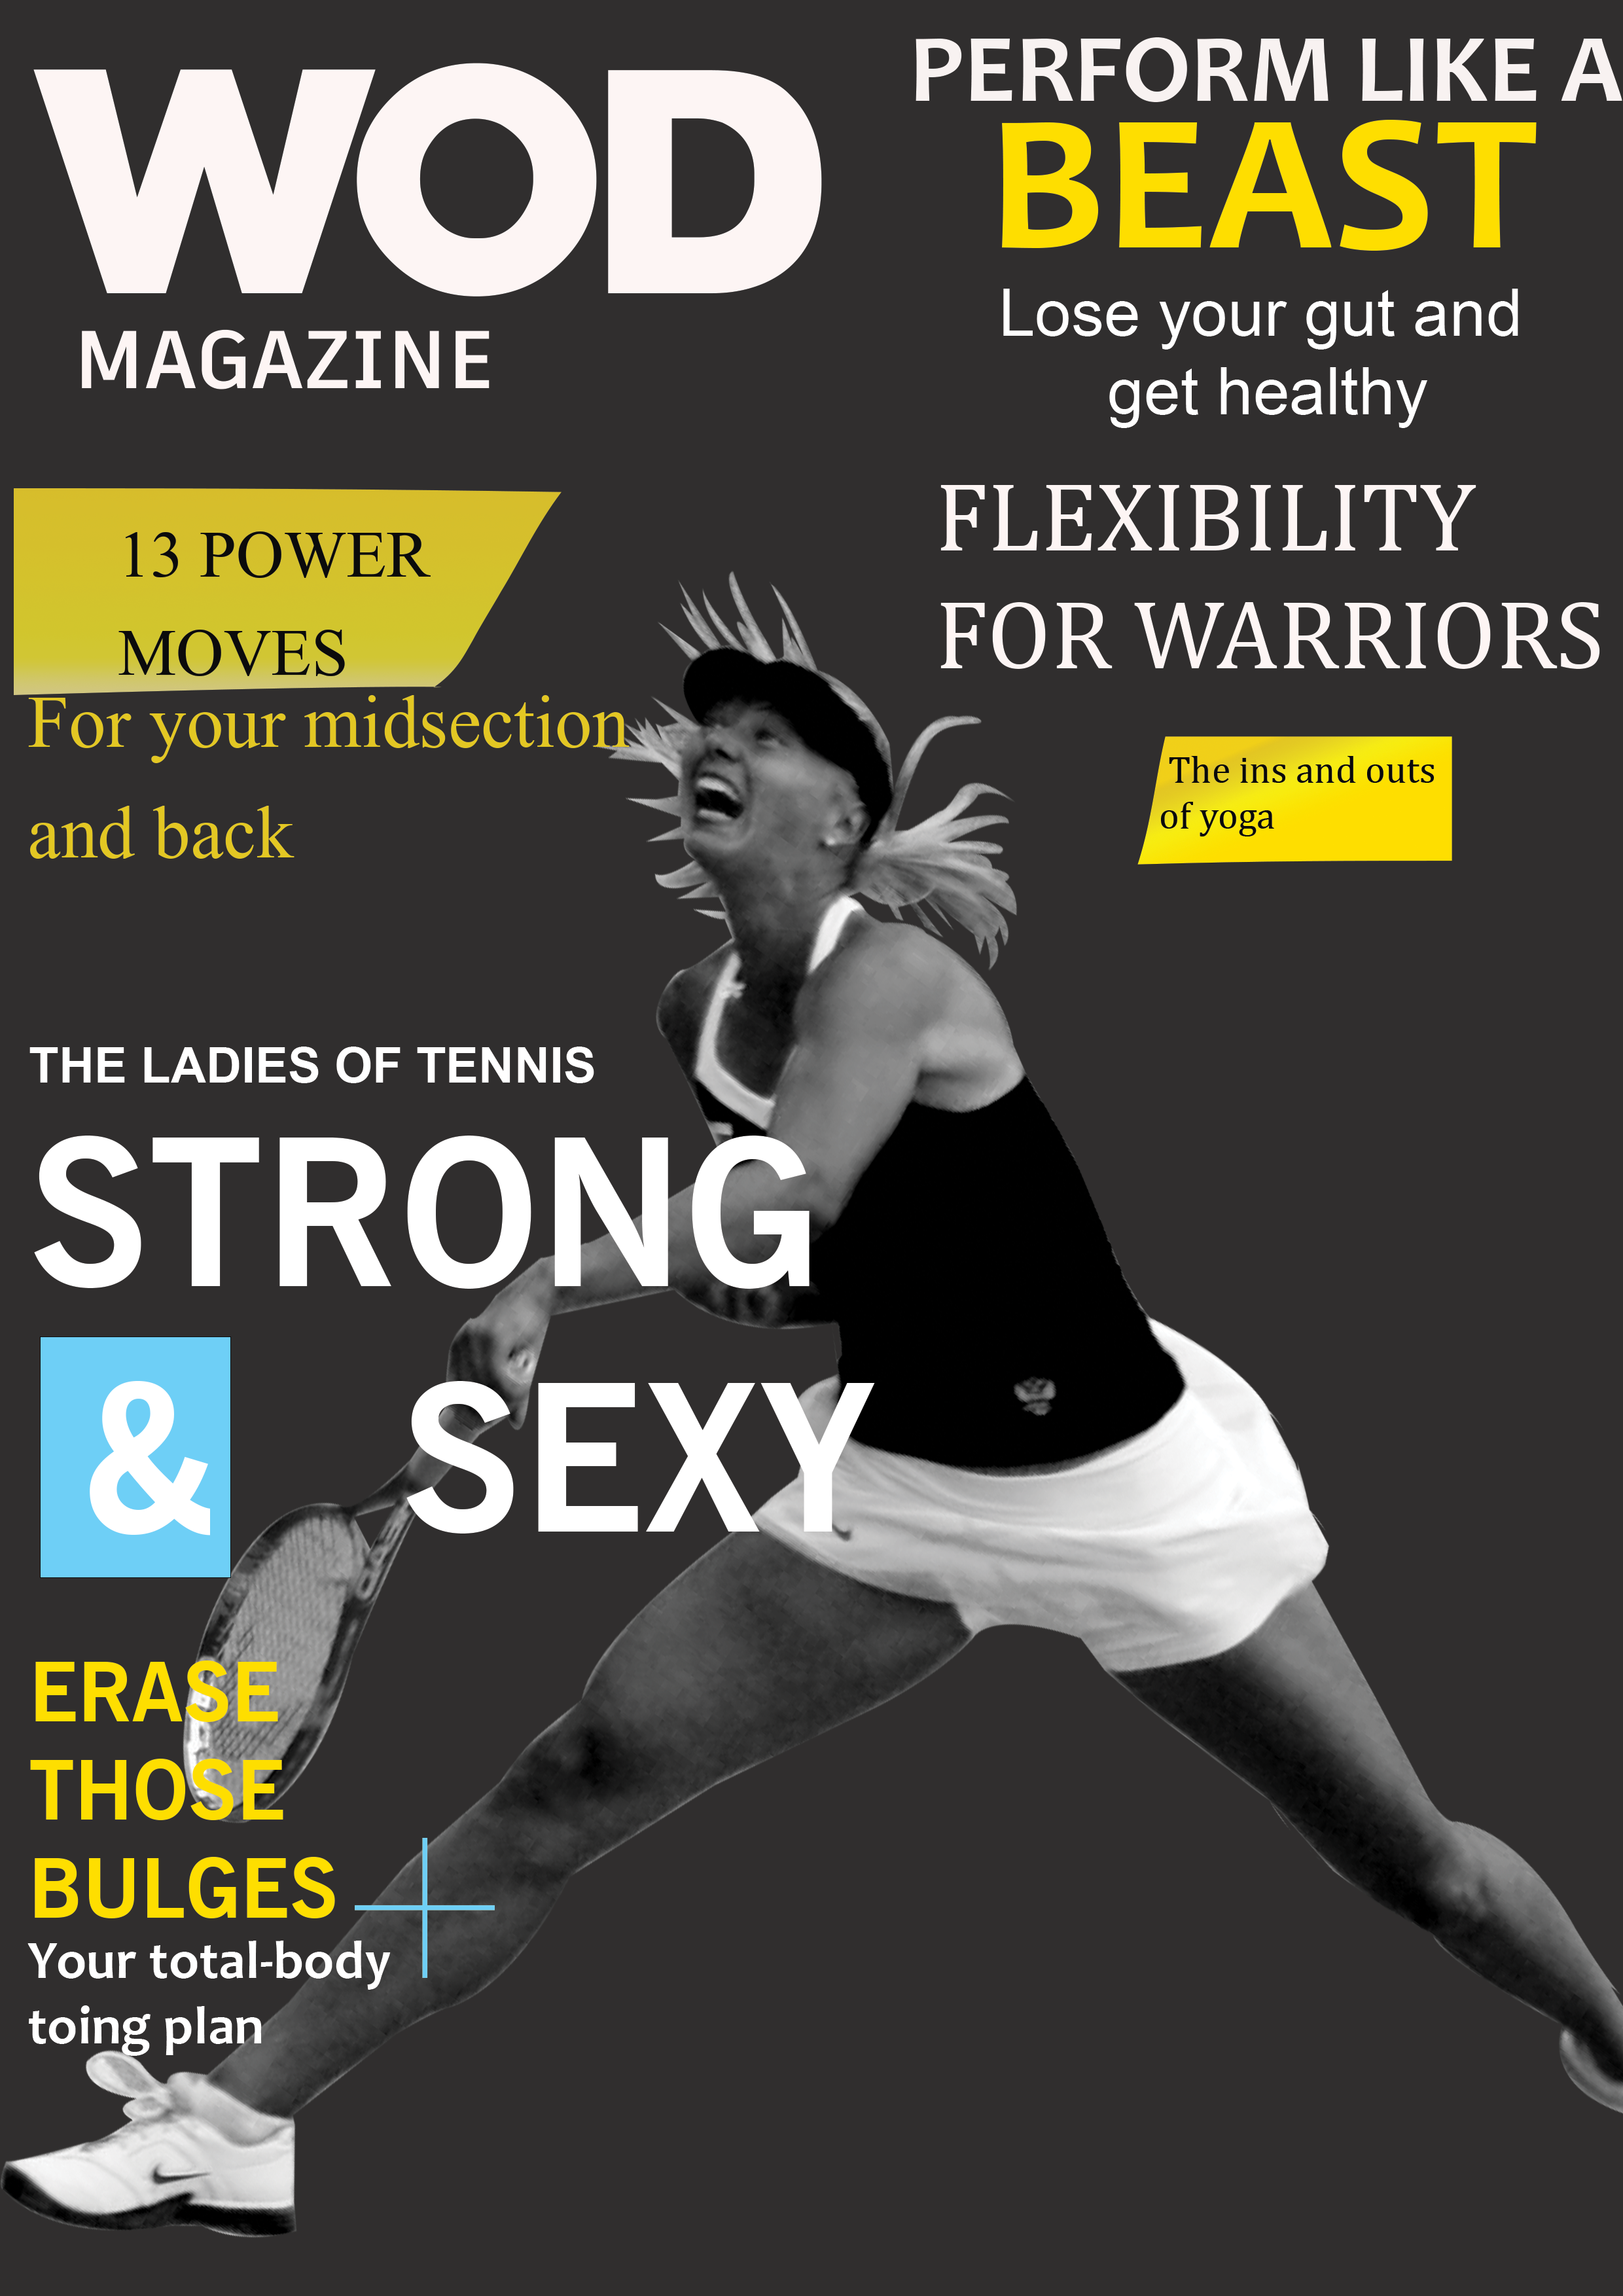 WOD
MAGAZINE
PERFORM LIKE A
BEAST
Lose your gut and
get healthy
FLEXIBILITY
FOR WARRIORS
The ins and outs
of yoga
13 POWER
MOVES
For your midsection
and back
THE LADIES OF TENNIS
STRONG
& SEXY
ERASE
THOSE
BULGES
Your total-body
toing plan